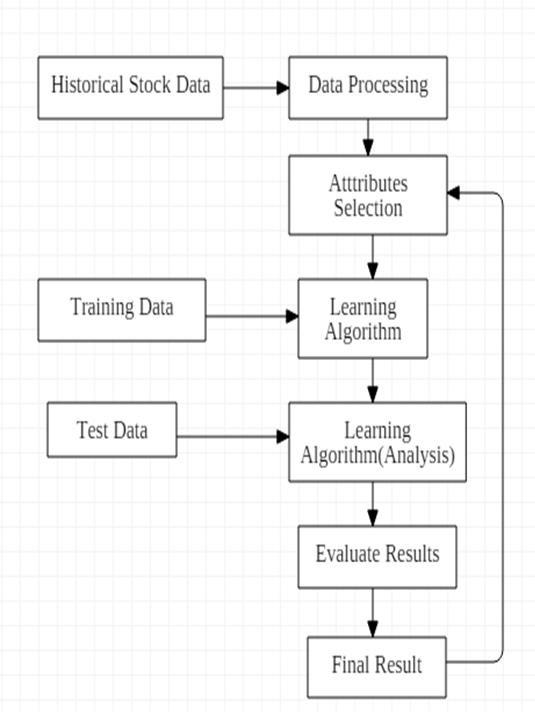 Historical Stock Data
Data Processing
Atttributes
Selection
Training Data
Learning
Algorithm
Test Data
Learning
Algorithm(Analysis)
Evaluate Results
Final Result